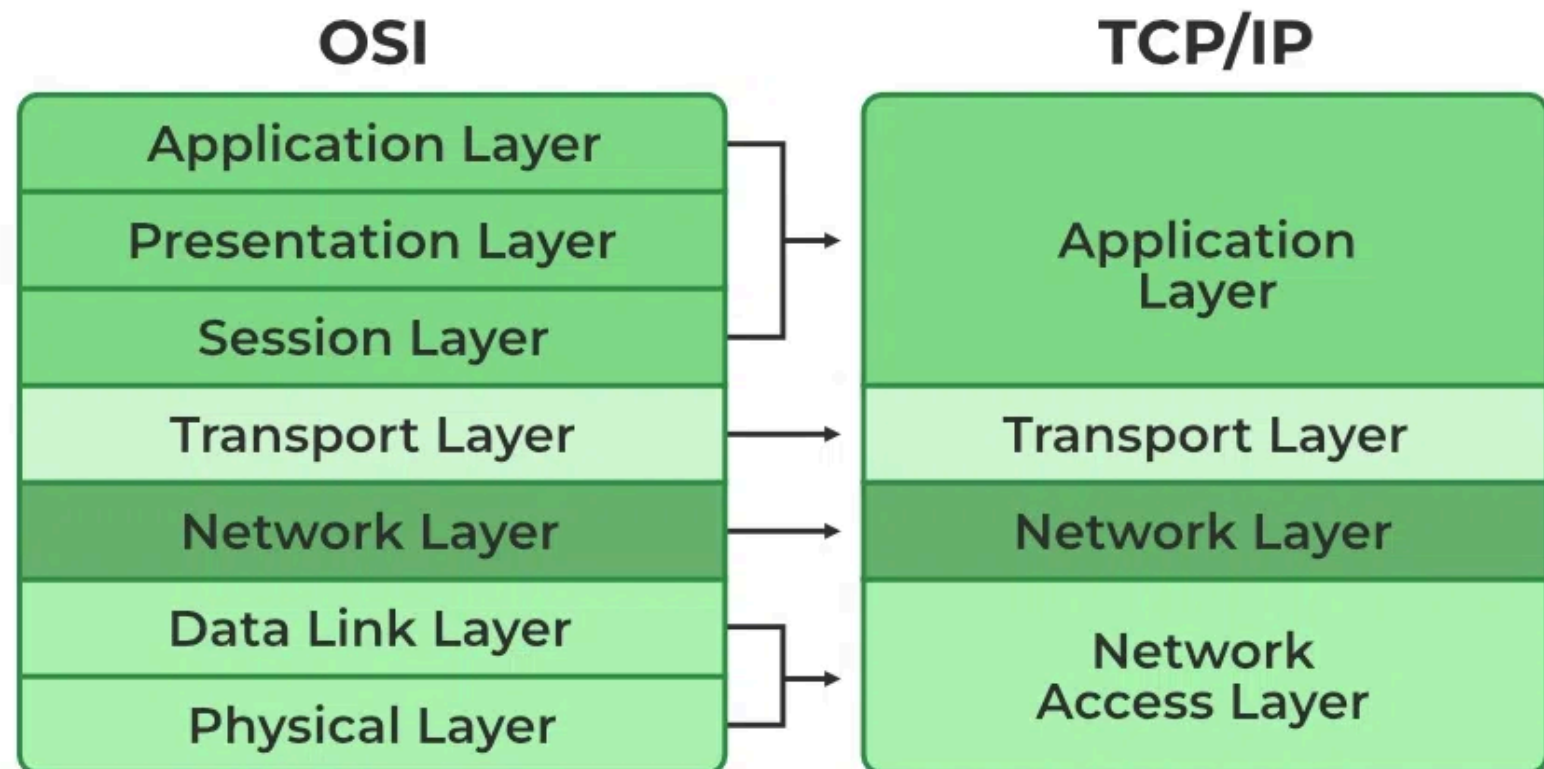 OSI
Application Layer
Presentation Layer
Session Layer
Transport Layer
Network Layer
Data Link Layer
Physical Layer
TCP/IP
Application
Layer
Transport Layer
Network Layer
Network
Access Layer